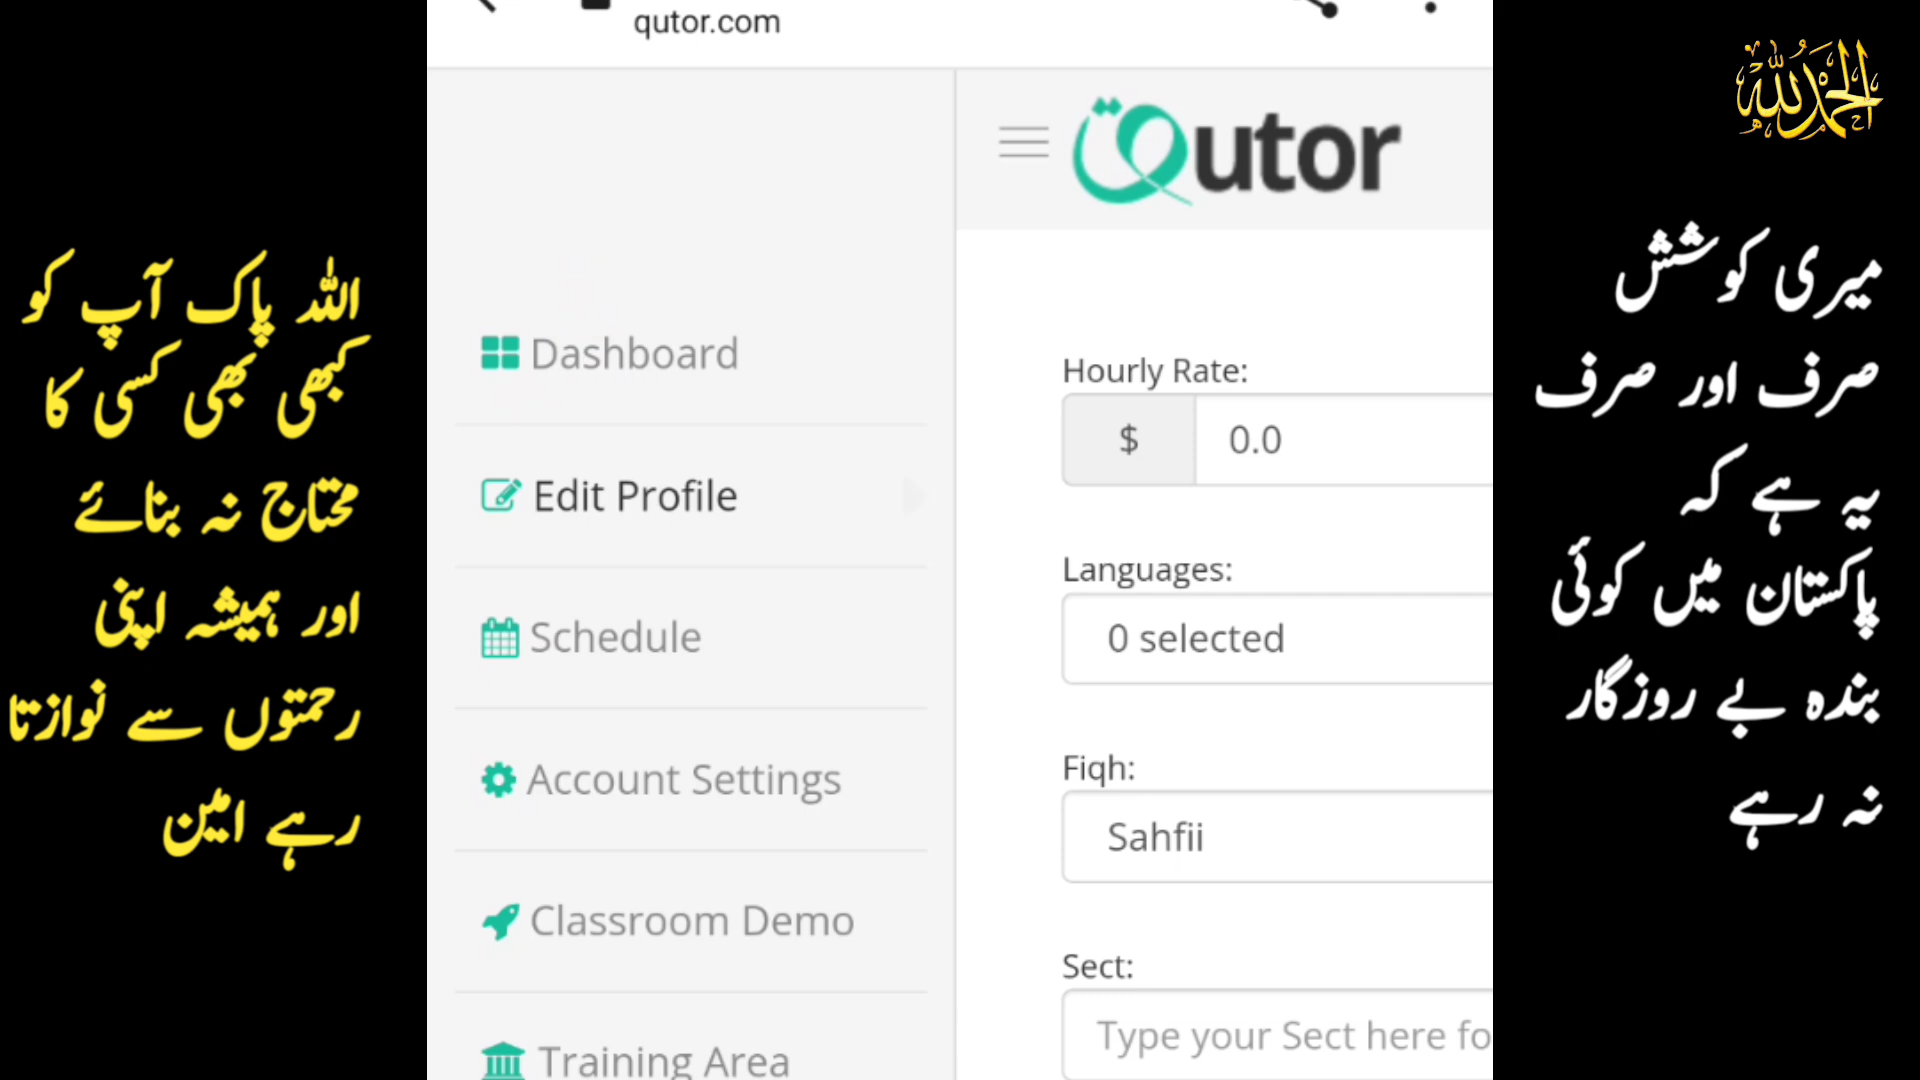 qutor.com
Qutor
Dashboard
Edit Profile
Schedule
Account Settings
Classroom Demo
Training Area
Hourly Rate:
$ 0.0
Languages:
0 selected
Fiqh:
Sahfii
Sect:
Type your Sect here fo
اللہ پاک آپ کو
کبھی بھی کسی کا
محتاج نہ بنائے
اور ہمیشہ اپنی
رحمتوں سے نوازتا
رہے امین
الحمدللہ
میری کوشش
صرف اور صرف
یہ ہے کہ
پاکستان میں کوئی
بندہ بے روزگار
نہ رہے